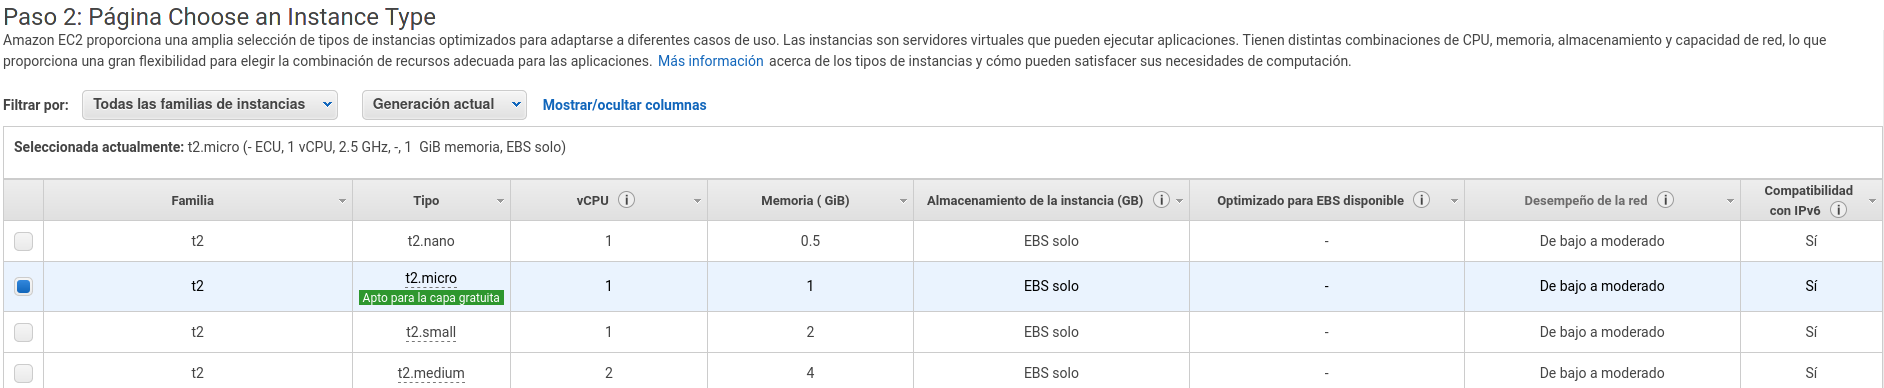 Paso 2: Página Choose an Instance Type
Amazon EC2 proporciona una amplia selección de tipos de instancias optimizados para adaptarse a diferentes casos de uso. Las instancias son servidores virtuales que pueden ejecutar aplicaciones. Tienen distintas combinaciones de CPU, memoria, almacenamiento y capacidad de red, lo que
proporciona una gran flexibilidad para elegir la combinación de recursos adecuada para las aplicaciones. Más información acerca de los tipos de instancias y cómo pueden satisfacer sus necesidades de computación.
Filtrar por: Todas las familias de instancias Generación actual Mostrar/ocultar columnas
Seleccionada actualmente: t2.micro (- ECU, 1 vCPU, 2.5 GHz, -, 1 GiB memoria, EBS solo)
Familia Tipo vCPU i Memoria ( GiB) Almacenamiento de la instancia (GB) i Optimizado para EBS disponible i Desempeño de la red i Compatibilidad
con IPv6 i
t2 t2.nano 1 0.5 EBS solo - De bajo a moderado Sí
t2 t2.micro 1 1 EBS solo - De bajo a moderado Sí
Apto para la capa gratuita
t2 t2.small 1 2 EBS solo - De bajo a moderado Sí
t2 t2.medium 2 4 EBS solo - De bajo a moderado Sí